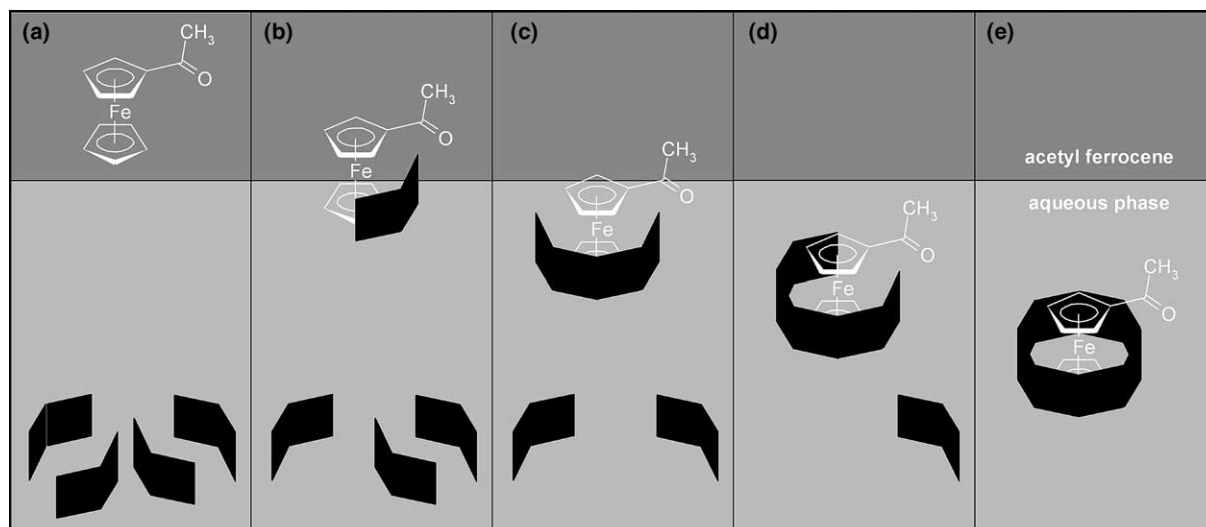 (a)
CH3
O
Fe
(b)
CH3
O
Fe
(c)
CH3
O
Fe
(d)
CH3
O
Fe
(e)
acetyl ferrocene
aqueous phase
CH3
O
Fe